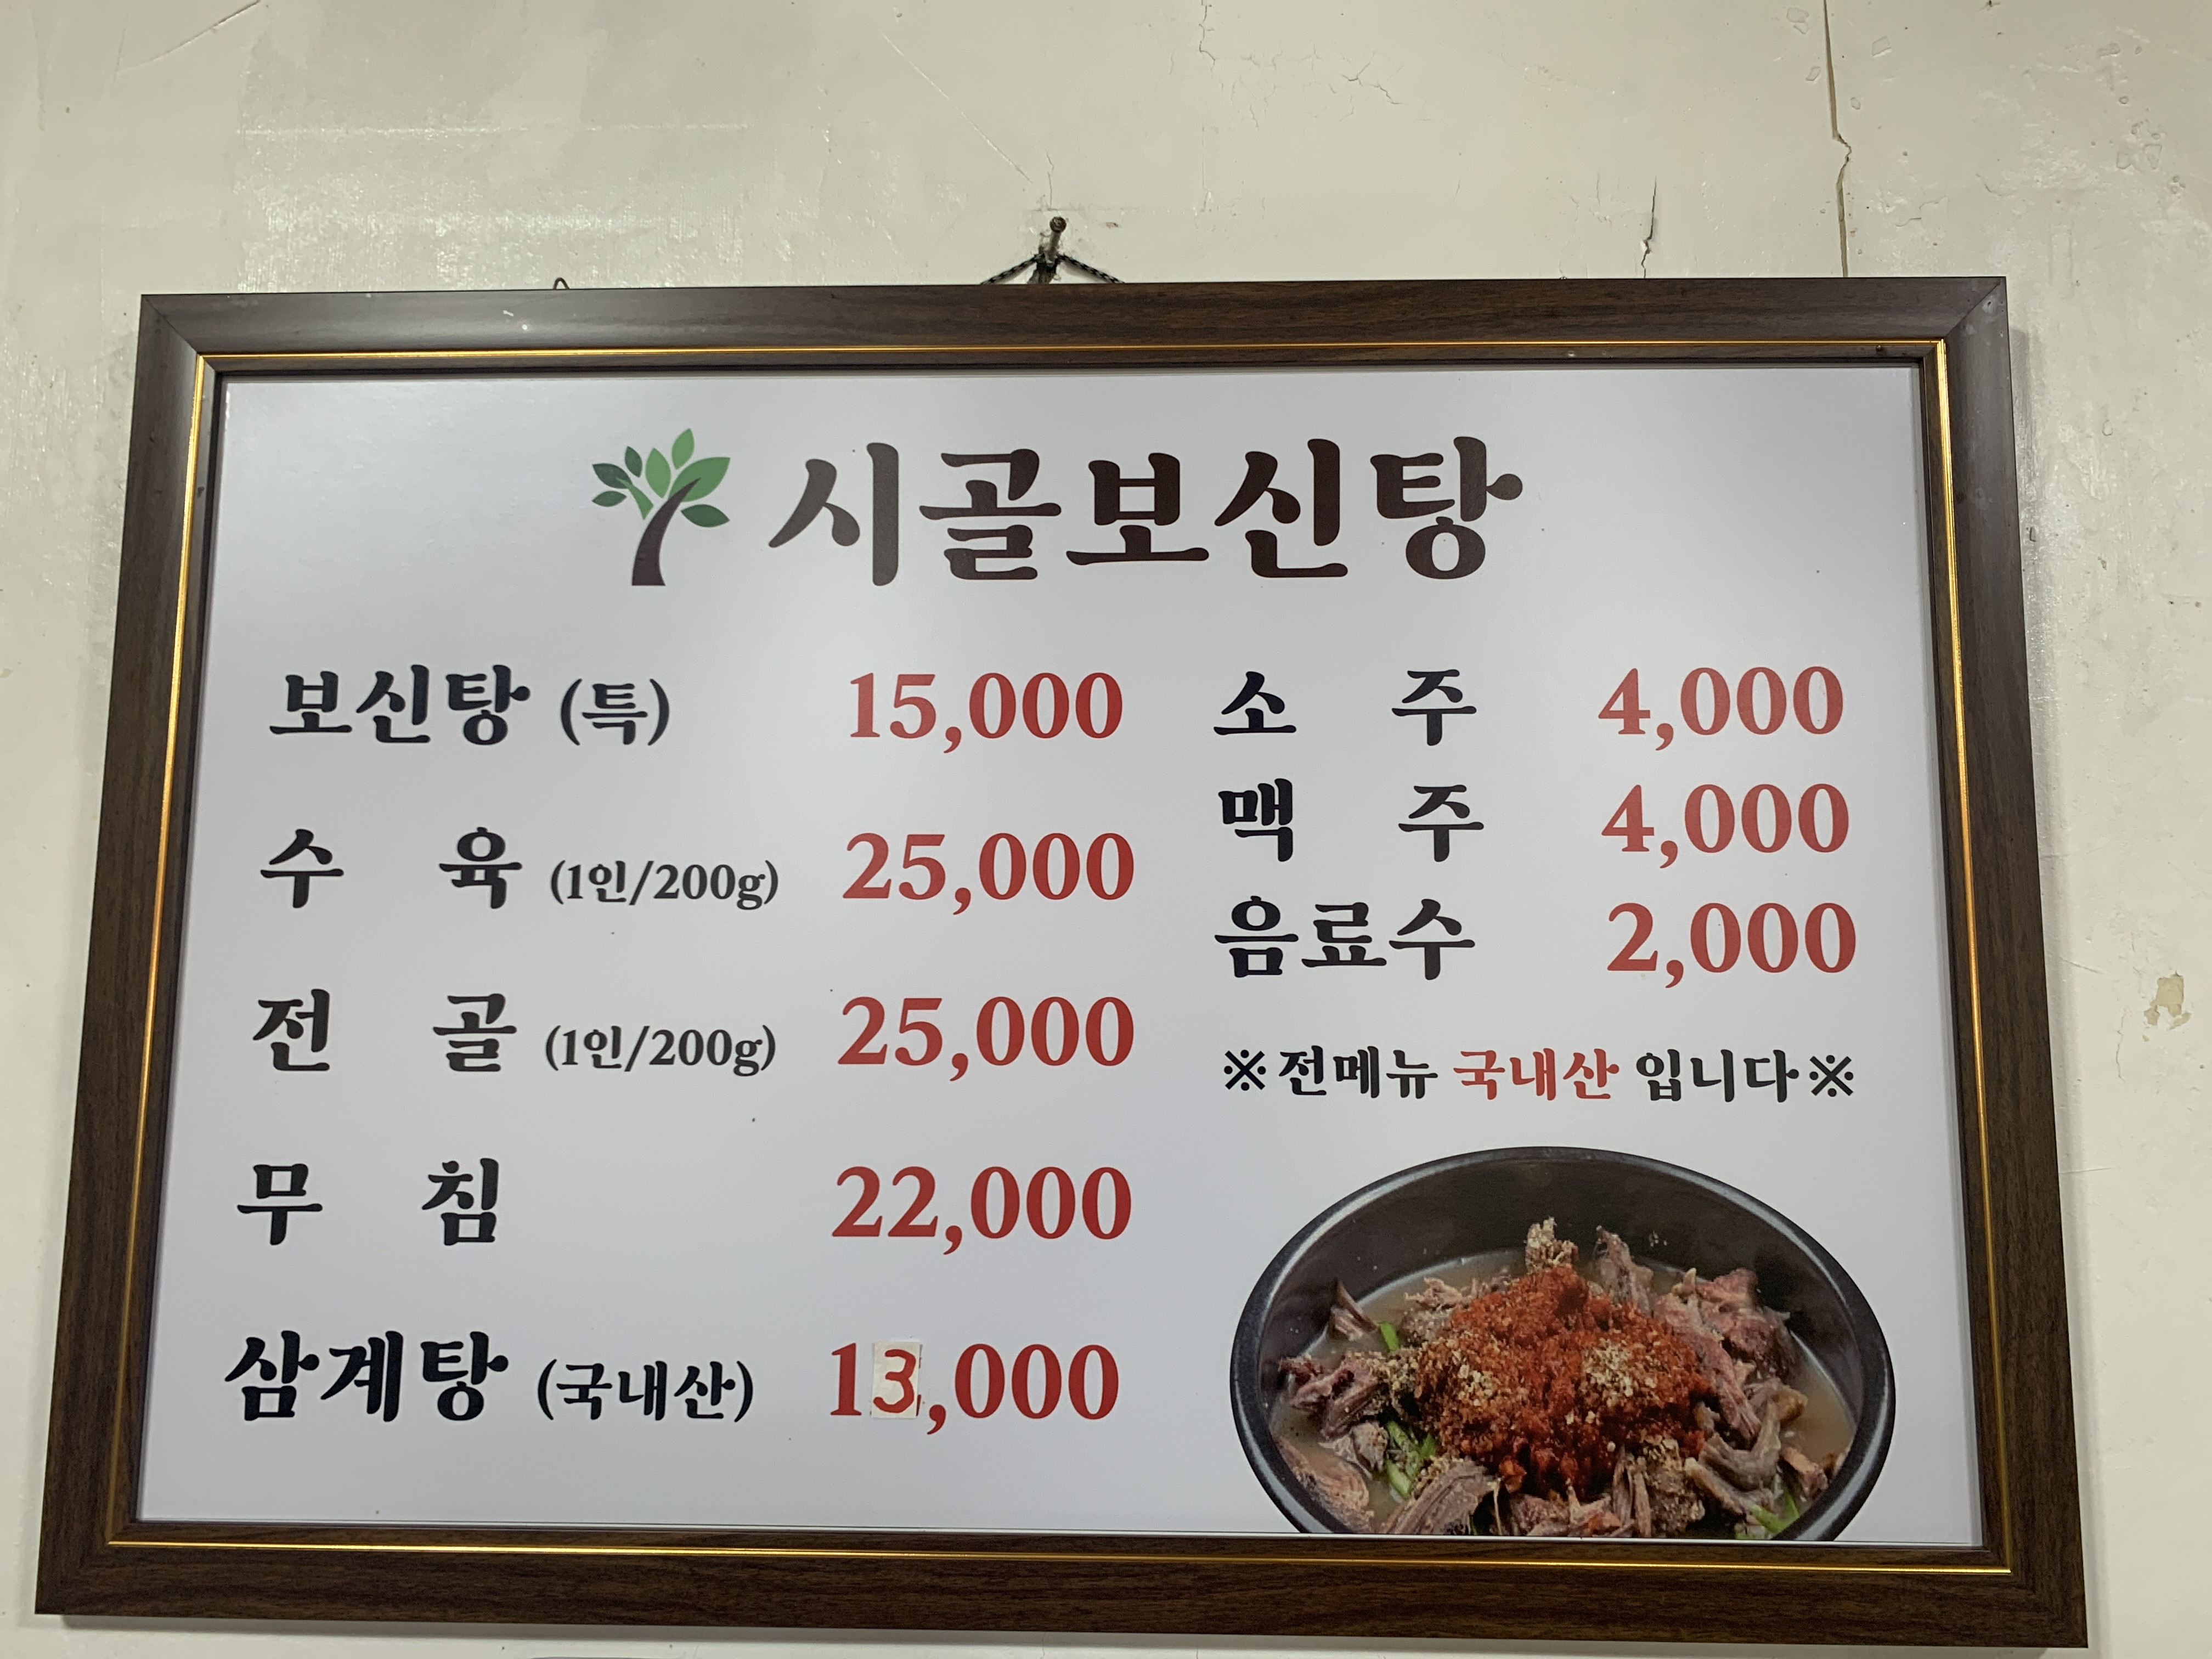 시골보신탕
보신탕 (특) 15,000
수 육 (1인/200g) 25,000
전 골 (1인/200g) 25,000
무 침 22,000
삼계탕 (국내산) 13,000
소 주 4,000
맥 주 4,000
음료수 2,000
※전메뉴 국내산 입니다※